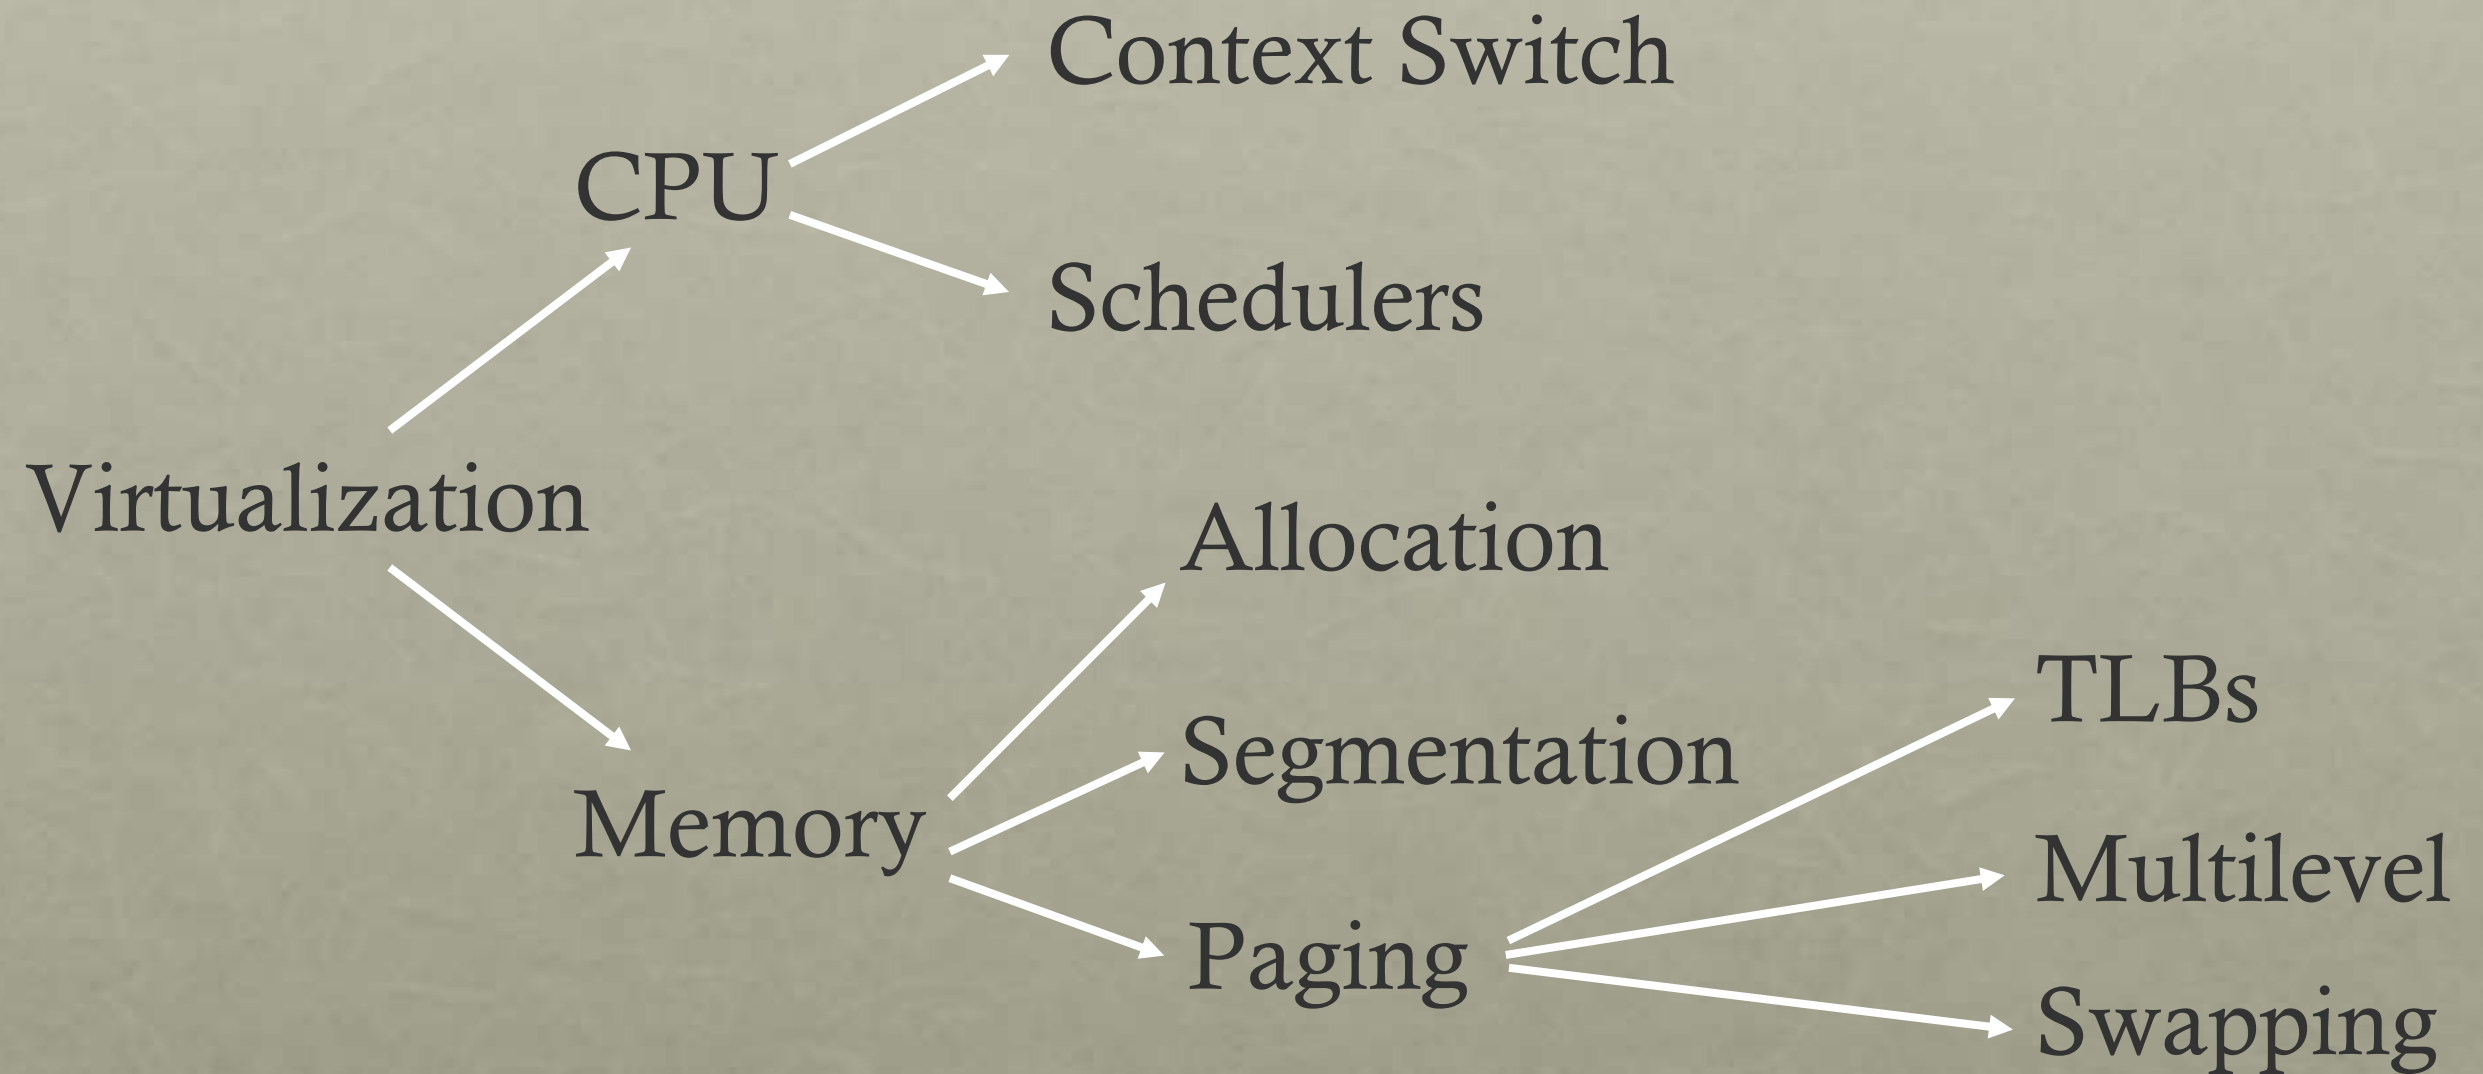 Context Switch
CPU
Schedulers
Virtualization
Allocation
TLBs
Segmentation
Memory
Multilevel
Paging
Swapping